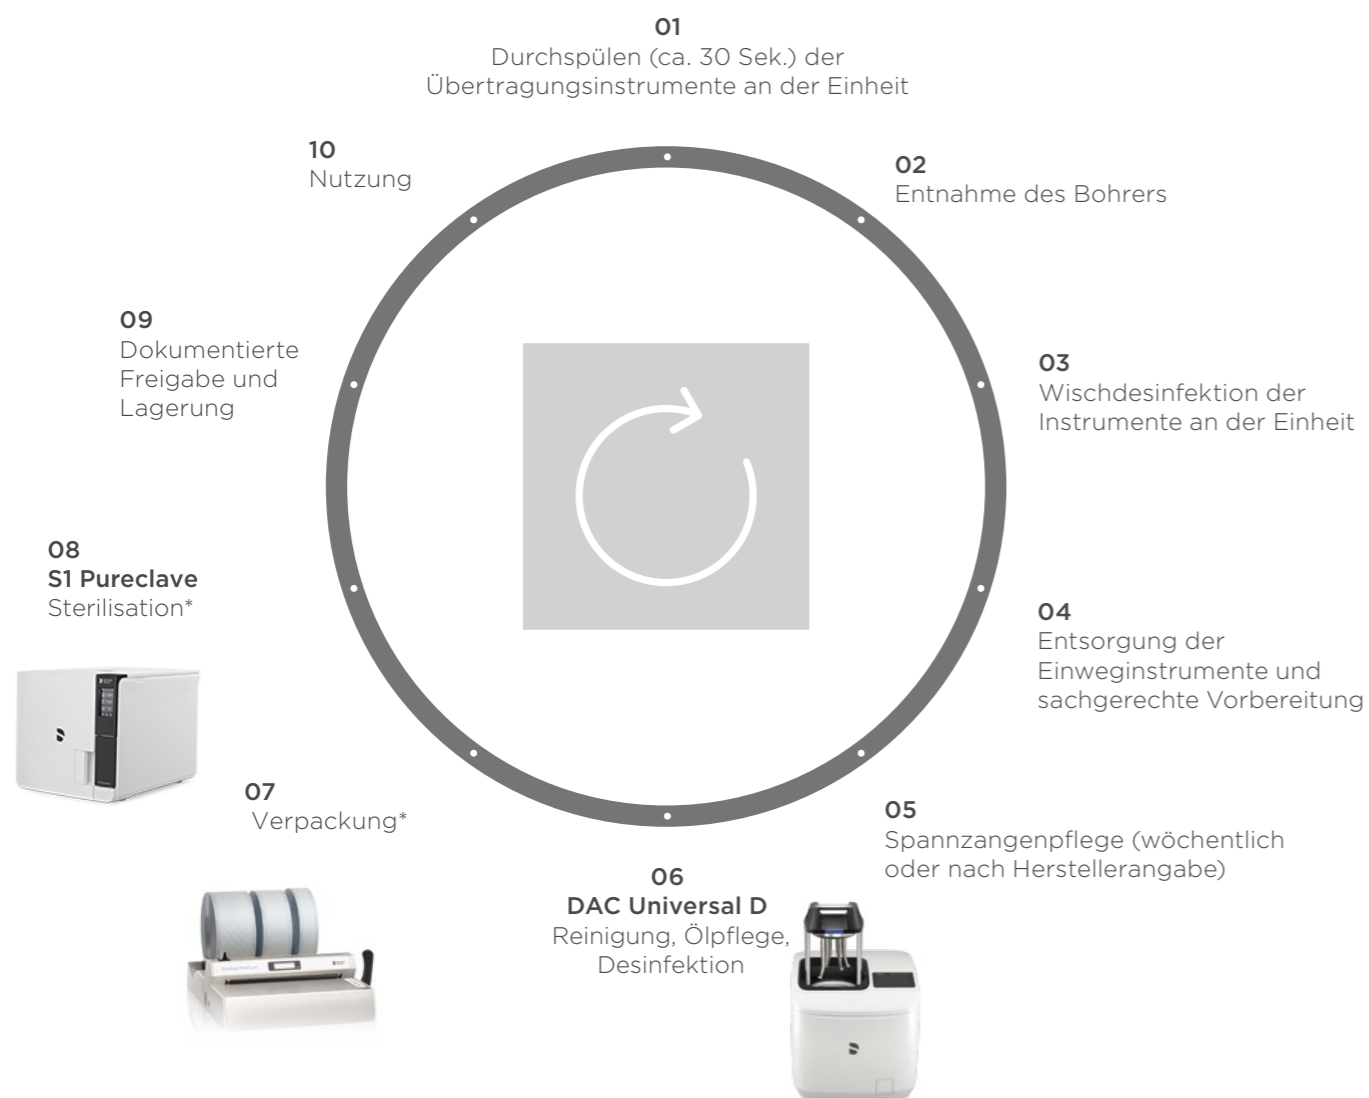 01
Durchspülen (ca. 30 Sek.) der
Übertragungsinstrumente an der Einheit
02
Entnahme des Bohrers
03
Wischdesinfektion der
Instrumente an der Einheit
04
Entsorgung der
Einweginstrumente und
sachgerechte Vorbereitung
05
Spannzangenpflege (wöchentlich
oder nach Herstellerangabe)
06
DAC Universal D
Reinigung, Ölpflege,
Desinfektion
07
Verpackung*
08
S1 Pureclave
Sterilisation*
09
Dokumentierte
Freigabe und
Lagerung
10
Nutzung